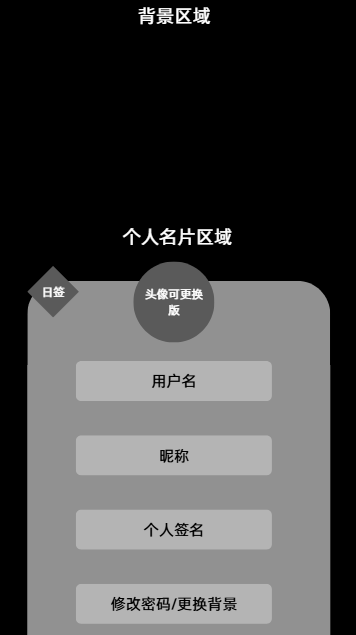 背景区域
个人名片区域
日签
头像可更换
版
用户名
昵称
个人签名
修改密码/更换背景